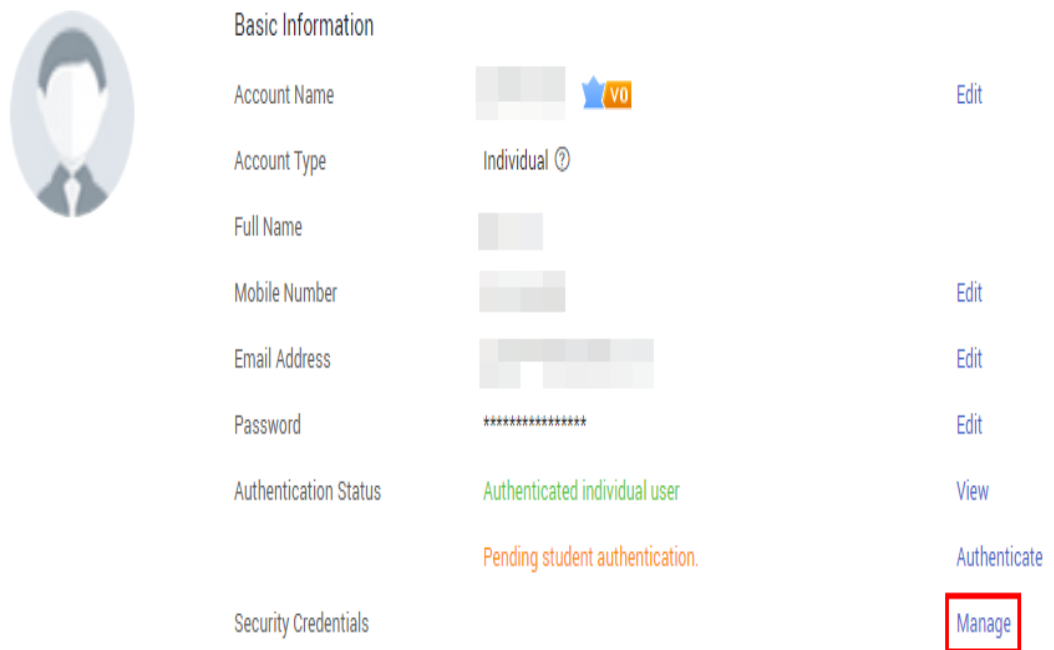 Basic Information
Account Name V0 Edit
Account Type Individual ?
Full Name
Mobile Number Edit
Email Address Edit
Password **************** Edit
Authentication Status Authenticated individual user View
Pending student authentication. Authenticate
Security Credentials Manage